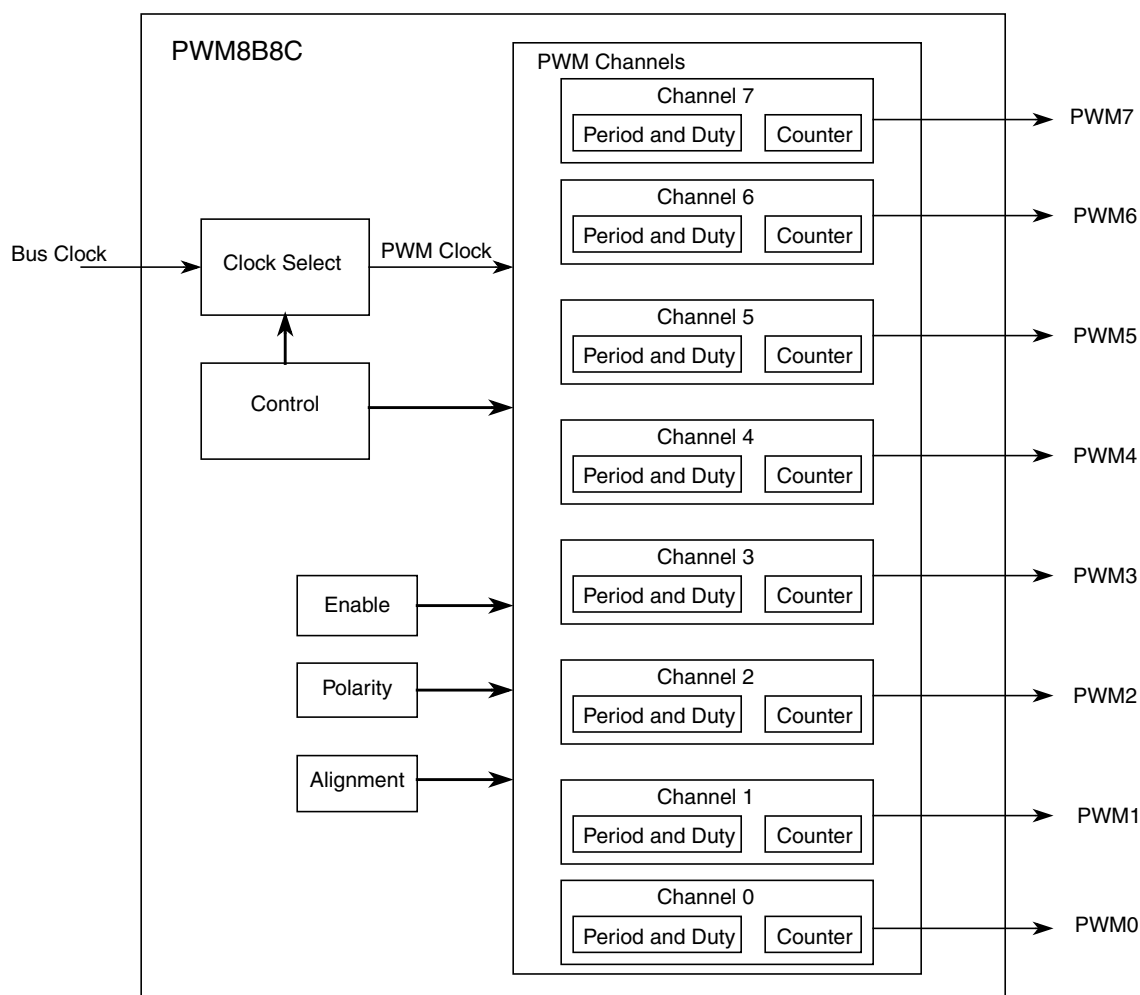 PWM8B8C
PWM Channels
Channel 7
Period and Duty
Counter
PWM7
Channel 6
Period and Duty
Counter
PWM6
Bus Clock
Clock Select
PWM Clock
Channel 5
Period and Duty
Counter
PWM5
Control
Channel 4
Period and Duty
Counter
PWM4
Channel 3
Period and Duty
Counter
PWM3
Enable
Polarity
Channel 2
Period and Duty
Counter
PWM2
Alignment
Channel 1
Period and Duty
Counter
PWM1
Channel 0
Period and Duty
Counter
PWM0